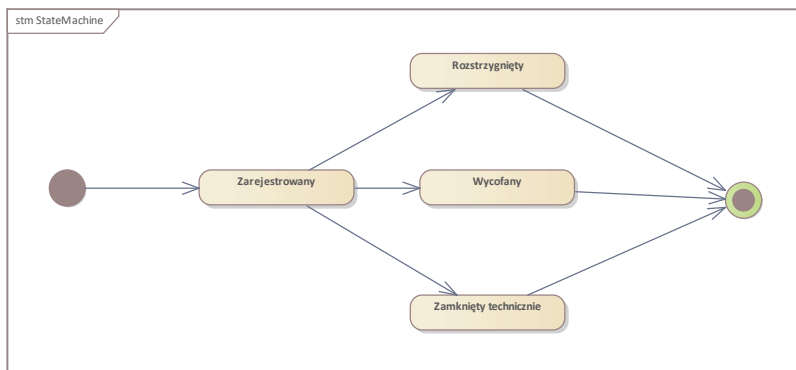 stm StateMachine
Rozstrzygnięty
Zarejestrowany
Wycofany
Zamknięty technicznie